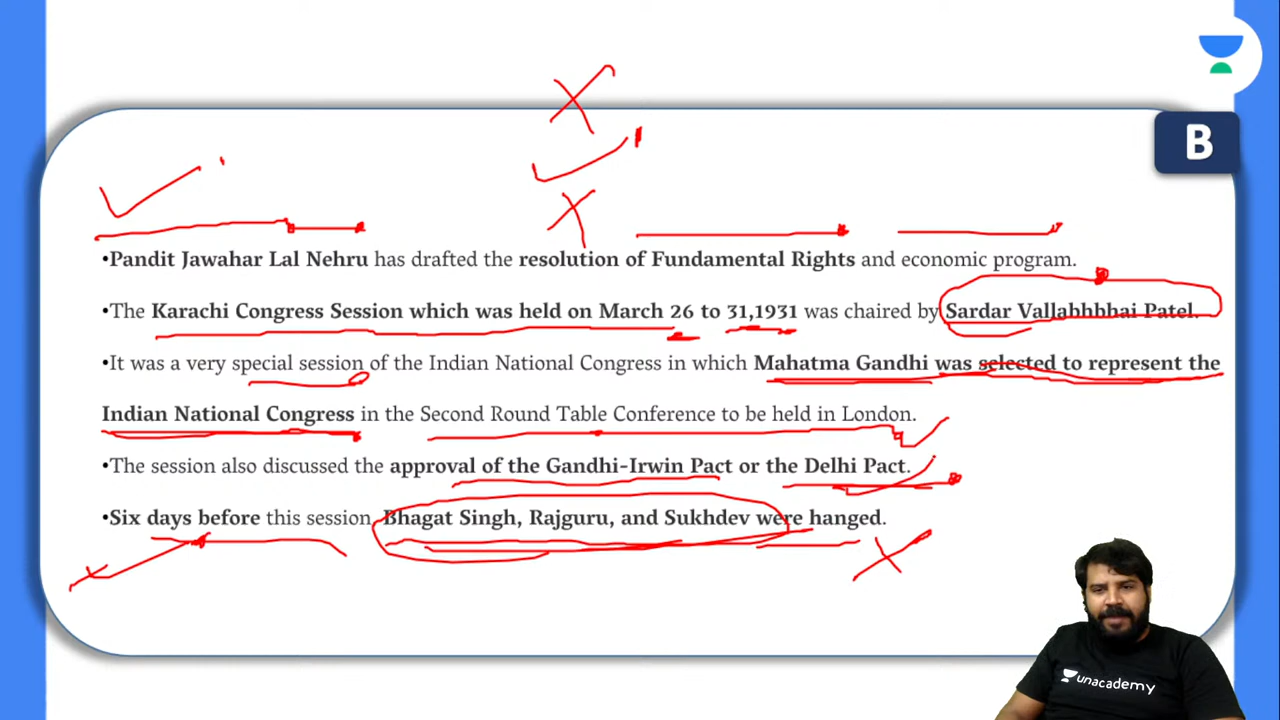 B
•Pandit Jawahar Lal Nehru has drafted the resolution of Fundamental Rights and economic program.
•The Karachi Congress Session which was held on March 26 to 31,1931 was chaired by Sardar Vallabhbhai Patel.
•It was a very special session of the Indian National Congress in which Mahatma Gandhi was selected to represent the
Indian National Congress in the Second Round Table Conference to be held in London.
•The session also discussed the approval of the Gandhi-Irwin Pact or the Delhi Pact.
•Six days before this session Bhagat Singh, Rajguru, and Sukhdev were hanged.
unacademy